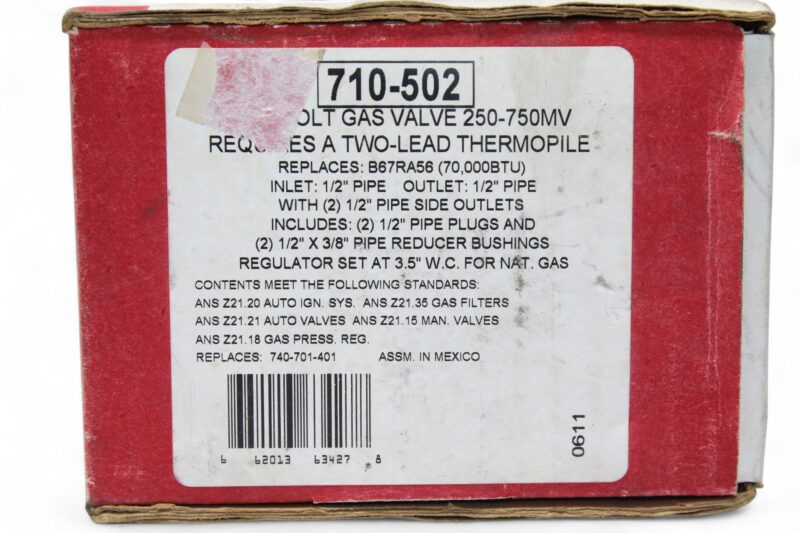 710-502
OLT GAS VALVE 250-750MV
REQUIRES A TWO-LEAD THERMOPILE
REPLACES: B67RA56 (70,000BTU)
INLET: 1/2" PIPE OUTLET: 1/2" PIPE
WITH (2) 1/2" PIPE SIDE OUTLETS
INCLUDES: (2) 1/2" PIPE PLUGS AND
(2) 1/2" X 3/8" PIPE REDUCER BUSHINGS
REGULATOR SET AT 3.5" W.C. FOR NAT. GAS
CONTENTS MEET THE FOLLOWING STANDARDS:
ANS Z21.20 AUTO IGN. SYS. ANS Z21.35 GAS FILTERS
ANS Z21.21 AUTO VALVES ANS Z21.15 MAN. VALVES
ANS Z21.18 GAS PRESS. REG.
REPLACES: 740-701-401 ASSM. IN MEXICO
6 62013 63427 8
0611